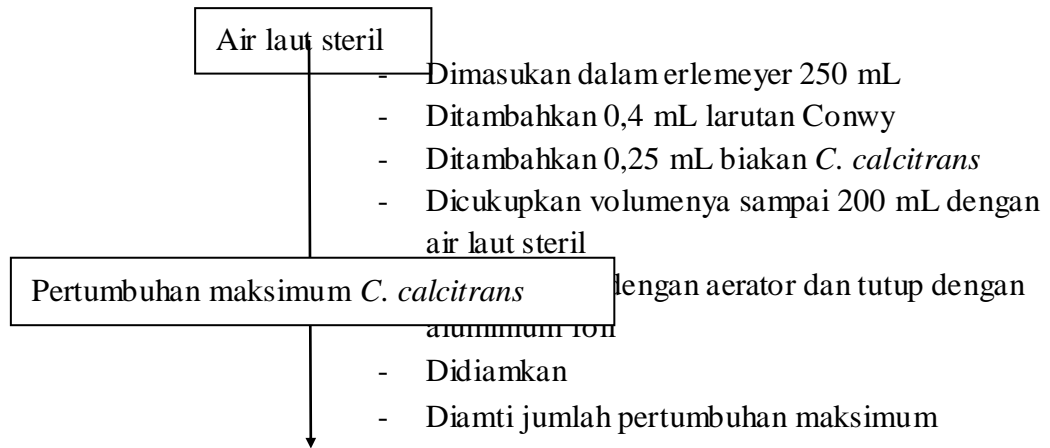 Air laut steril
- Dimasukan dalam erlemeyer 250 mL
- Ditambahkan 0,4 mL larutan Conwy
- Ditambahkan 0,25 mL biakan C. calcitrans
- Dicukupkan volumenya sampai 200 mL dengan
air laut steril
Pertumbuhan maksimum C. calcitrans
dengan aerator dan tutup dengan
aluminium foil
- Didiamkan
- Diamti jumlah pertumbuhan maksimum